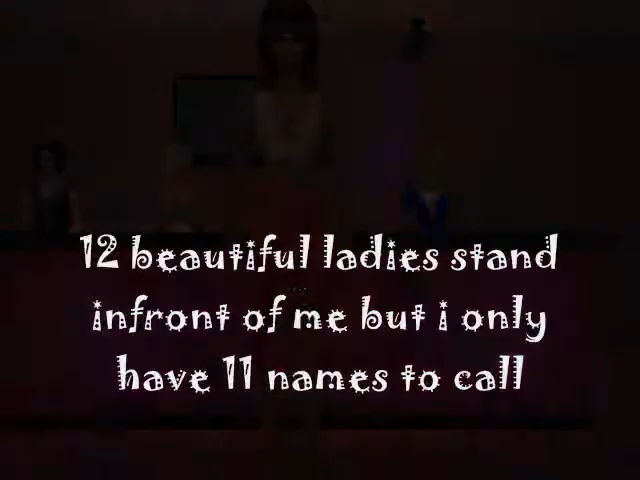 12 beautiful ladies stand
infront of me but i only
have 11 names to call